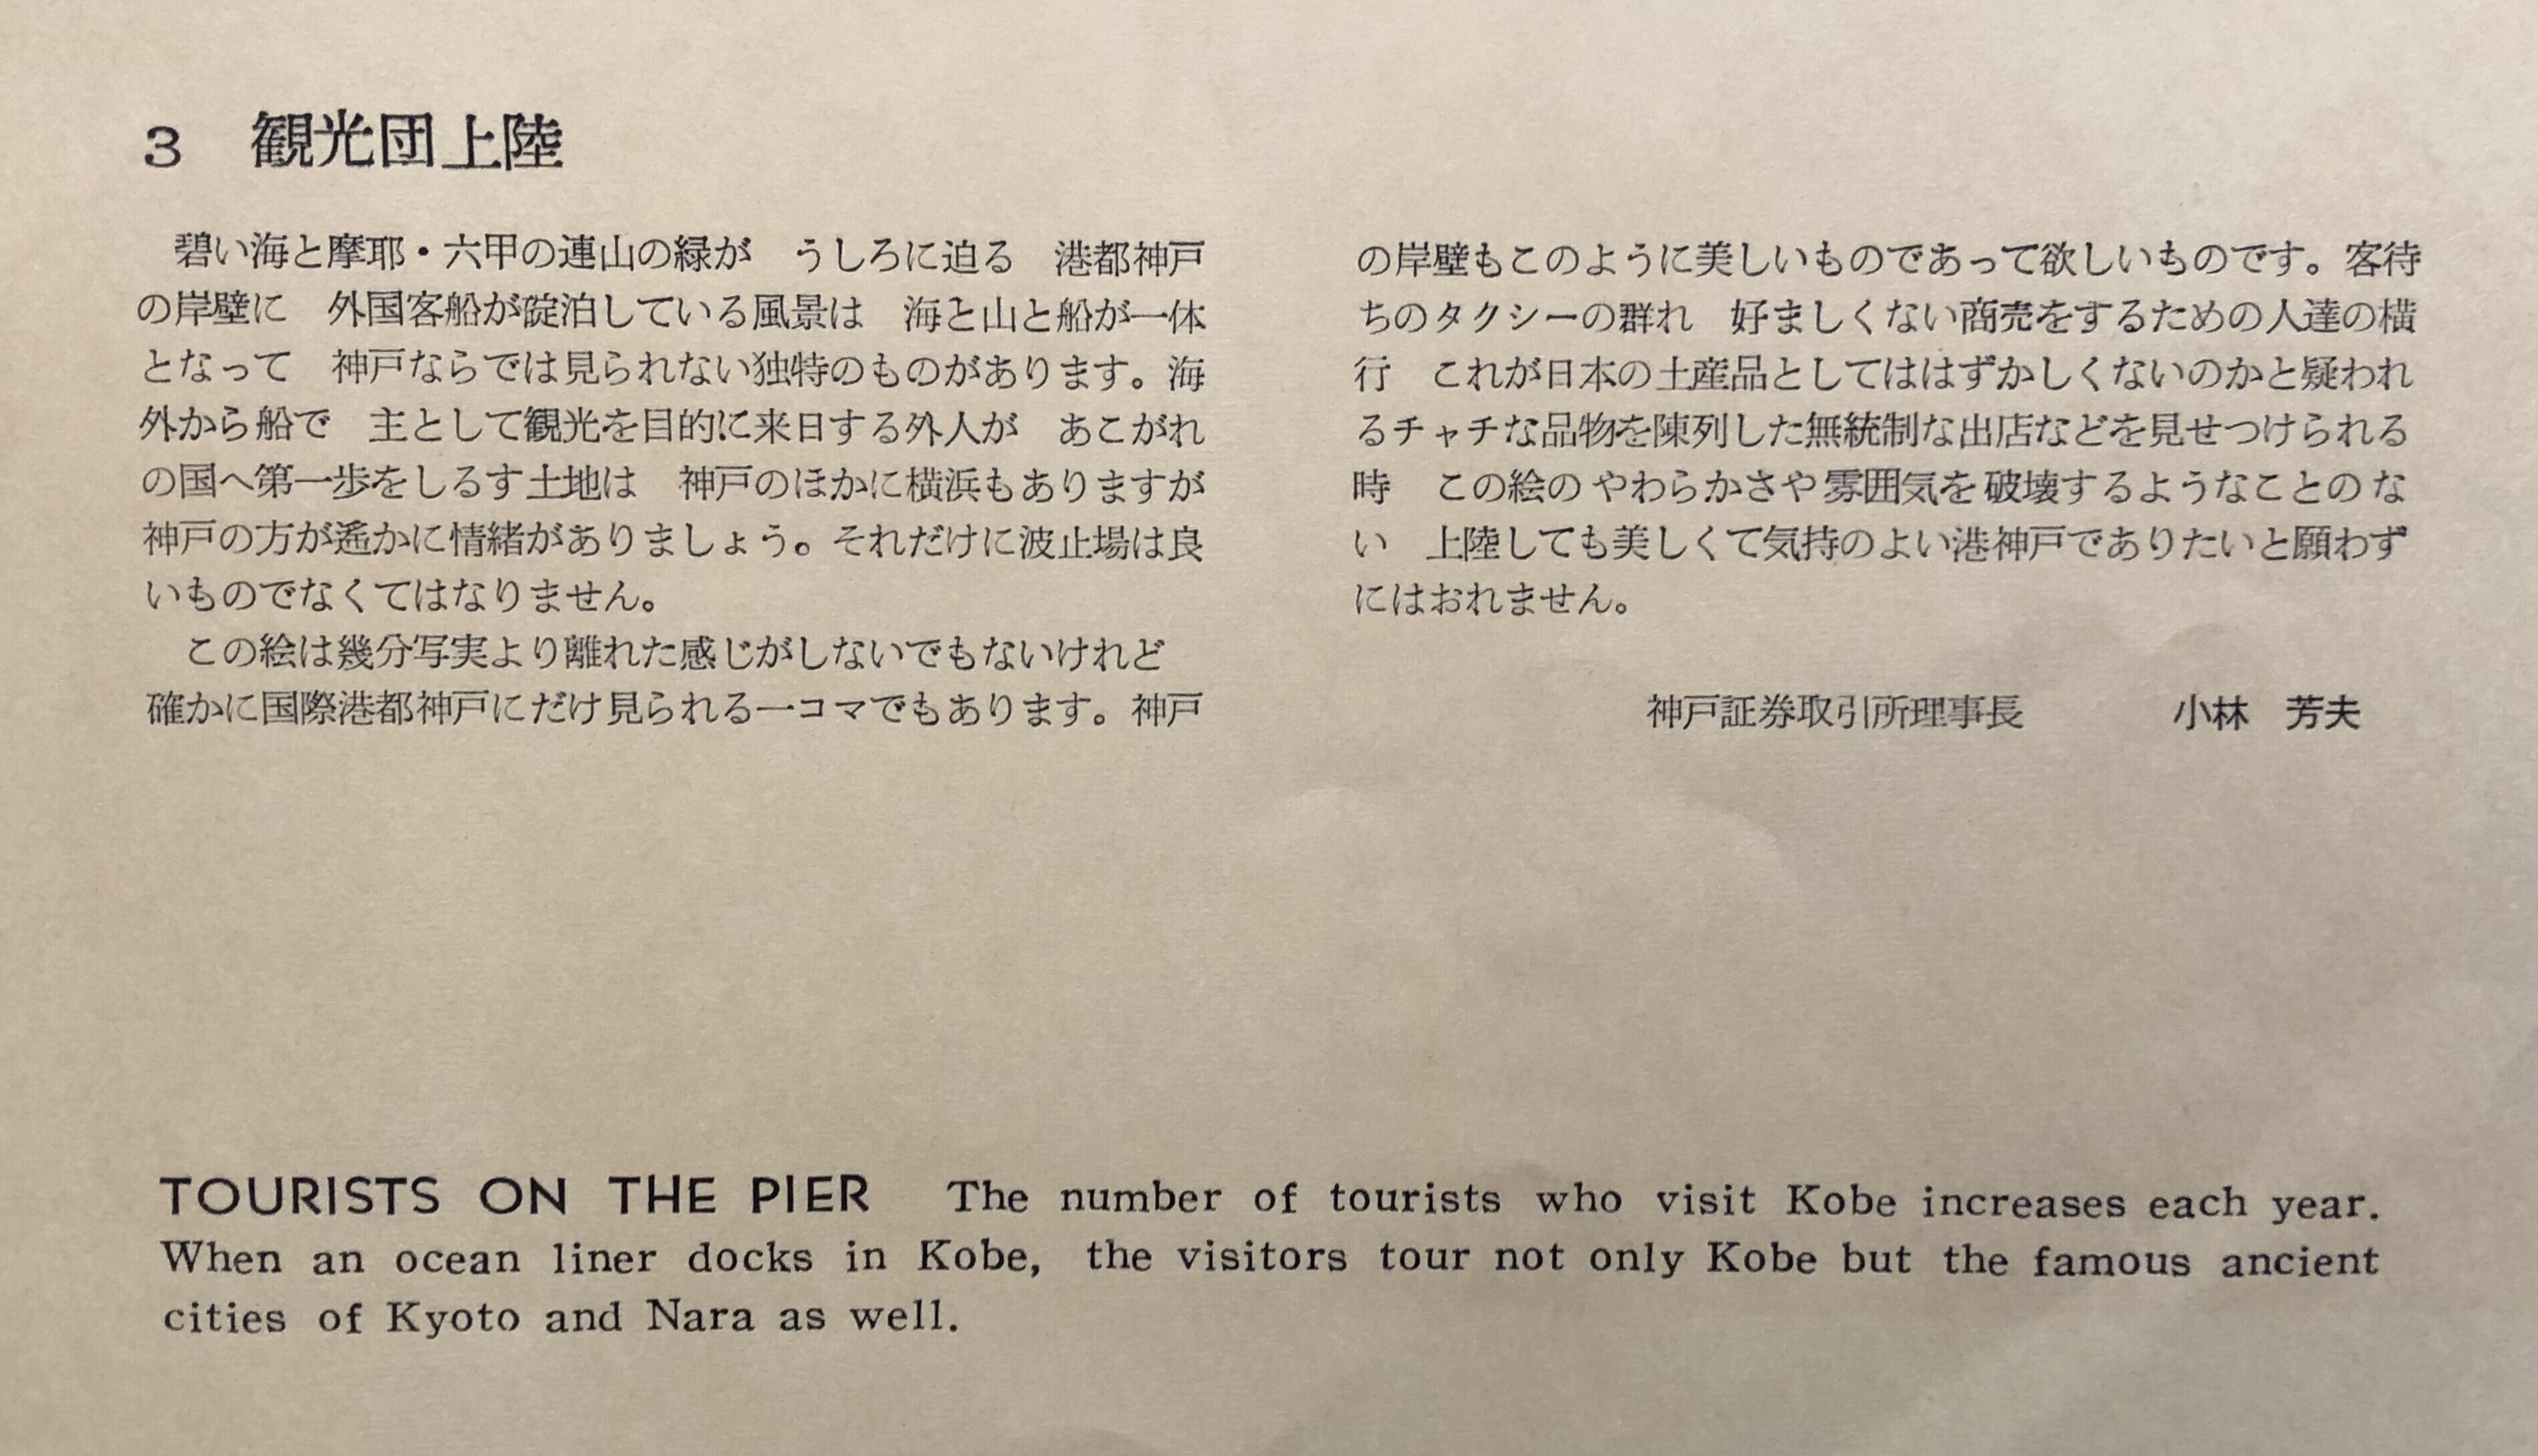 3 観光団上陸
碧い海と摩耶・六甲の連山の緑が うしろに迫る 港都神戸
の岸壁に 外国客船が碇泊している風景は 海と山と船が一体
となって 神戸ならでは見られない独特のものがあります。海
外から船で 主として観光を目的に来日する外人が あこがれ
の国へ第一歩をしるす土地は 神戸のほかに横浜もありますが
神戸の方が遙かに情緒がありましょう。それだけに波止場は良
いものでなくてはなりません。
この絵は幾分写実より離れた感じがしないでもないけれど
確かに国際港都神戸にだけ見られる一コマでもあります。神戸
の岸壁もこのように美しいものであって欲しいものです。客待
ちのタクシーの群れ 好ましくない商売をするための人達の横
行 これが日本の土産品としてははずかしくないのかと疑われ
るチャチな品物を陳列した無統制な出店などを見せつけられる
時 この絵のやわらかさや雰囲気を破壊するようなことのな
い 上陸しても美しくて気持のよい港神戸でありたいと願わず
にはおれません。
神戸証券取引所理事長 小林 芳夫
TOURISTS ON THE PIER The number of tourists who visit Kobe increases each year.
When an ocean liner docks in Kobe, the visitors tour not only Kobe but the famous ancient
cities of Kyoto and Nara as well.